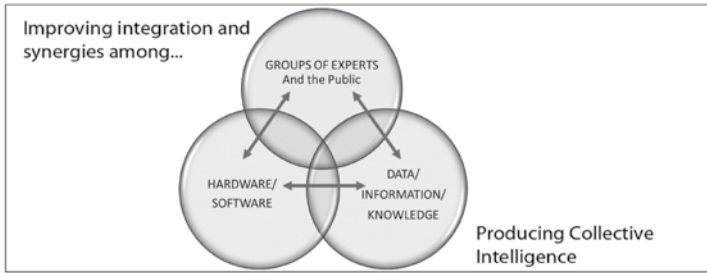 Improving integration and
synergies among...
GROUPS OF EXPERTS
And the Public
HARDWARE/
SOFTWARE
DATA/
INFORMATION/
KNOWLEDGE
Producing Collective
Intelligence